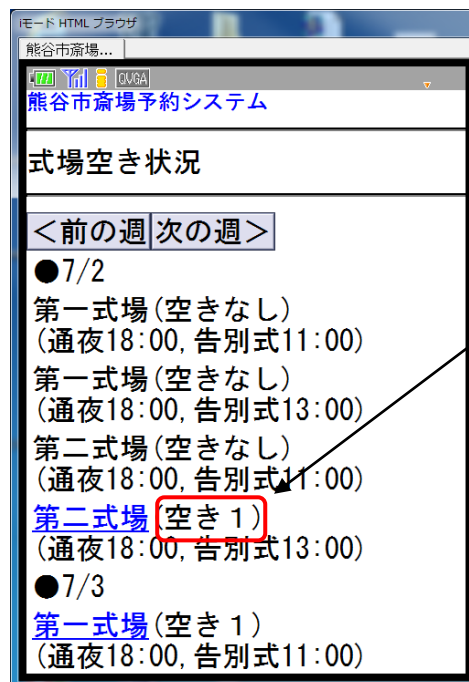 iモード HTML ブラウザ
熊谷市斎場...
QVGA
熊谷市斎場予約システム
式場空き状況
＜前の週 次の週＞
●7/2
第一式場(空きなし)
(通夜18:00,告別式11:00)
第一式場(空きなし)
(通夜18:00,告別式13:00)
第二式場(空きなし)
(通夜18:00,告別式11:00)
第二式場(空き１)
(通夜18:00,告別式13:00)
●7/3
第一式場(空き１)
(通夜18:00,告別式11:00)